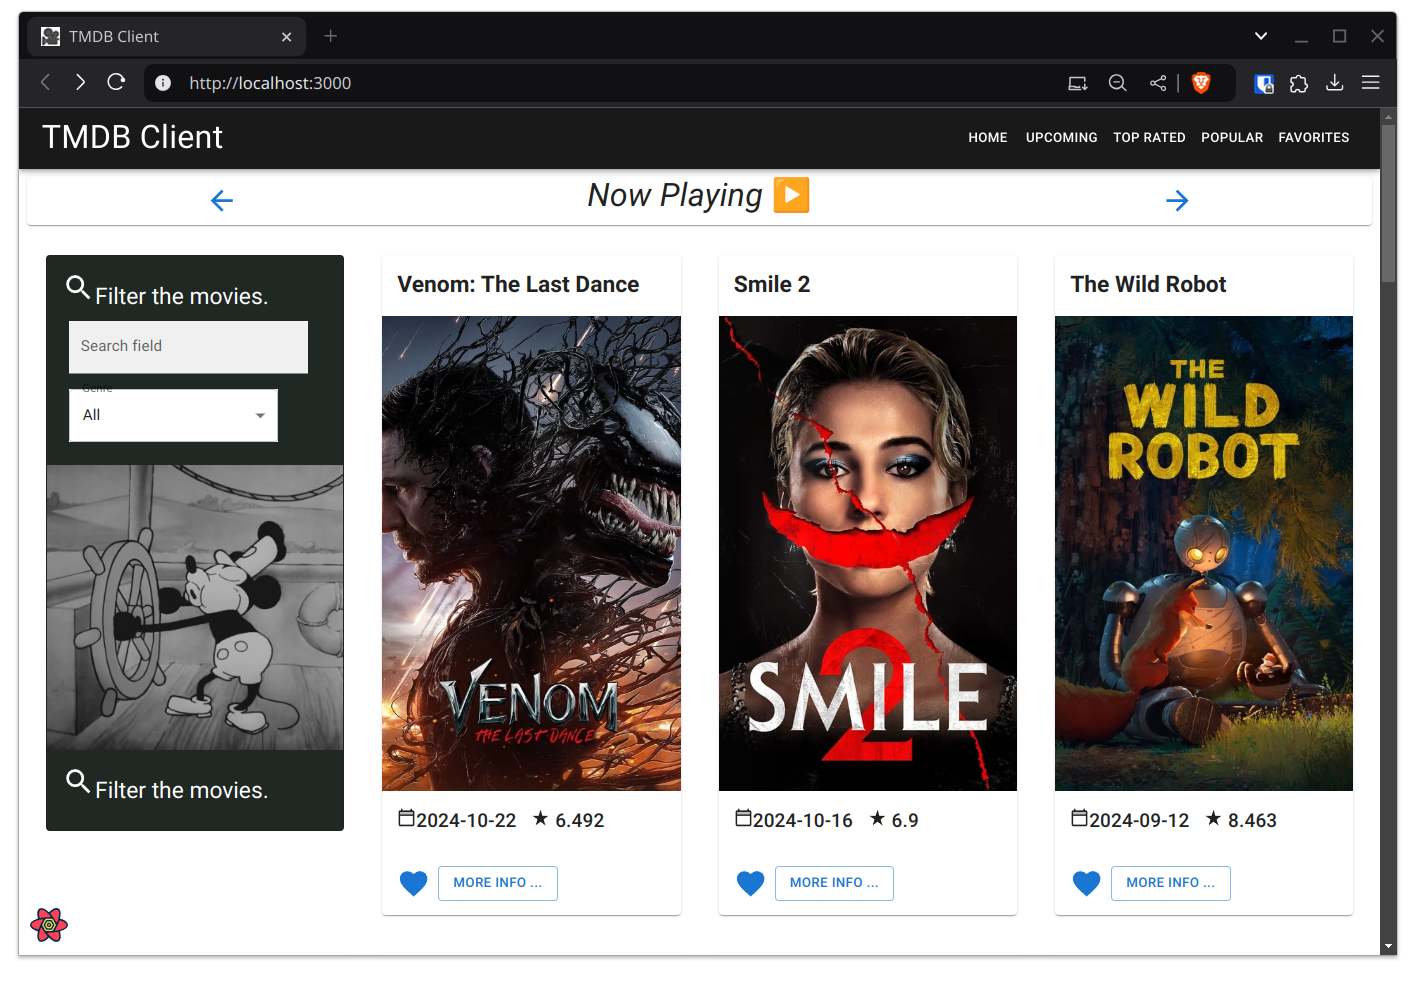 TMDB Client
http://localhost:3000
TMDB Client
HOME UPCOMING TOP RATED POPULAR FAVORITES
Now Playing
Filter the movies.
Search field
Genre
All
Filter the movies.
Venom: The Last Dance
VENOM
THE LAST DANCE
2024-10-22 6.492
MORE INFO ...
Smile 2
SMILE
2
2024-10-16 6.9
MORE INFO ...
The Wild Robot
THE
WILD
ROBOT
2024-09-12 8.463
MORE INFO ...